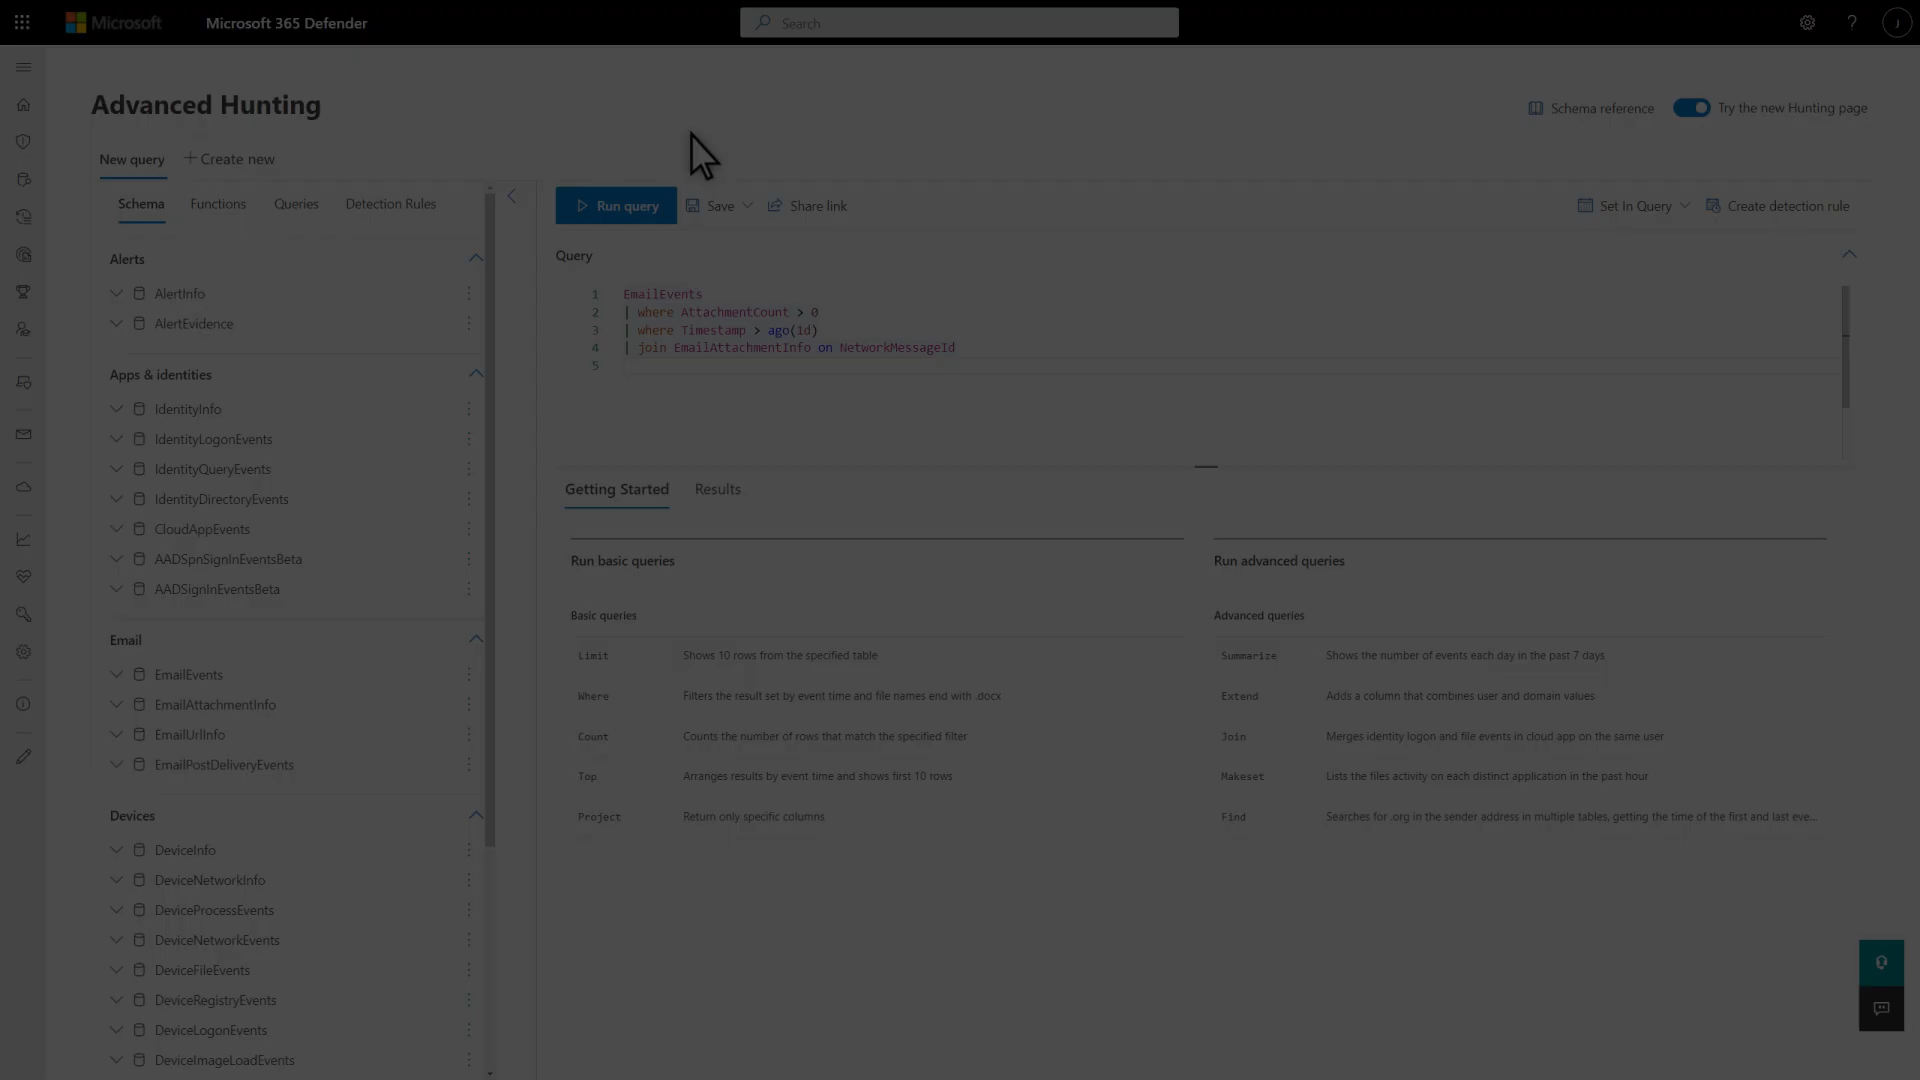 Microsoft Microsoft 365 Defender Search ? J
Advanced Hunting
Schema reference Try the new Hunting page
New query + Create new
Schema Functions Queries Detection Rules
Run query Save Share link Set In Query Create detection rule
Alerts
AlertInfo
AlertEvidence
Apps & identities
IdentityInfo
IdentityLogonEvents
IdentityQueryEvents
IdentityDirectoryEvents
CloudAppEvents
AADSpnSignInEventsBeta
AADSignInEventsBeta
Email
EmailEvents
EmailAttachmentInfo
EmailUrlInfo
EmailPostDeliveryEvents
Devices
DeviceInfo
DeviceNetworkInfo
DeviceProcessEvents
DeviceNetworkEvents
DeviceFileEvents
DeviceRegistryEvents
DeviceLogonEvents
DeviceImageLoadEvents
Query
1 EmailEvents
2 | where AttachmentCount > 0
3 | where Timestamp > ago(1d)
4 | join EmailAttachmentInfo on NetworkMessageId
5
Getting Started Results
Run basic queries
Basic queries
Limit Shows 10 rows from the specified table
Where Filters the result set by event time and file names end with .docx
Count Counts the number of rows that match the specified filter
Top Arranges results by event time and shows first 10 rows
Project Return only specific columns
Run advanced queries
Advanced queries
Summarize Shows the number of events each day in the past 7 days
Extend Adds a column that combines user and domain values
Join Merges identity logon and file events in cloud app on the same user
Makeset Lists the files activity on each distinct application in the past hour
Find Searches for .org in the sender address in multiple tables, getting the time of the first and last eve...